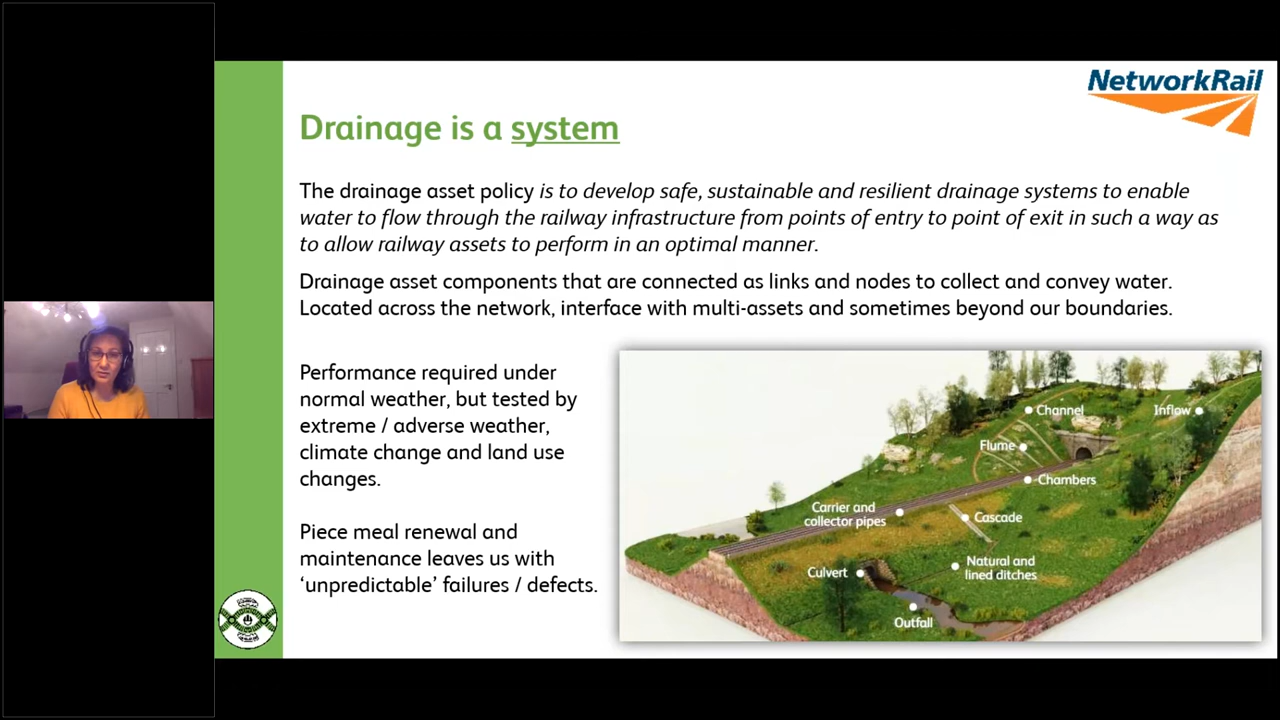 NetworkRail
Drainage is a system
The drainage asset policy is to develop safe, sustainable and resilient drainage systems to enable
water to flow through the railway infrastructure from points of entry to point of exit in such a way as
to allow railway assets to perform in an optimal manner.
Drainage asset components that are connected as links and nodes to collect and convey water.
Located across the network, interface with multi-assets and sometimes beyond our boundaries.
Performance required under
normal weather, but tested by
extreme / adverse weather,
climate change and land use
changes.
Piece meal renewal and
maintenance leaves us with
‘unpredictable’ failures / defects.
Channel
Inflow
Flume
Chambers
Carrier and
collector pipes
Cascade
Culvert
Natural and
lined ditches
Outfall